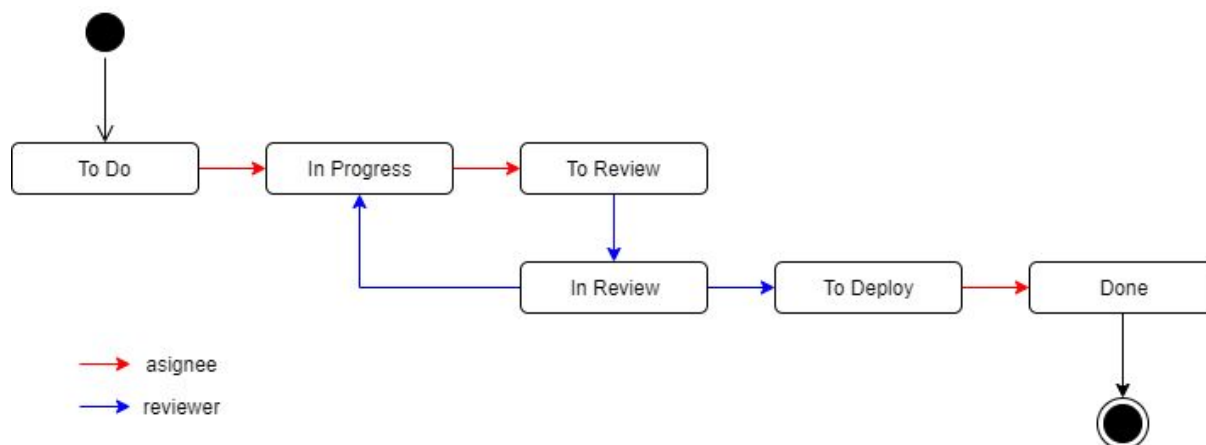 To Do
In Progress
To Review
In Review
To Deploy
Done
asignee
reviewer